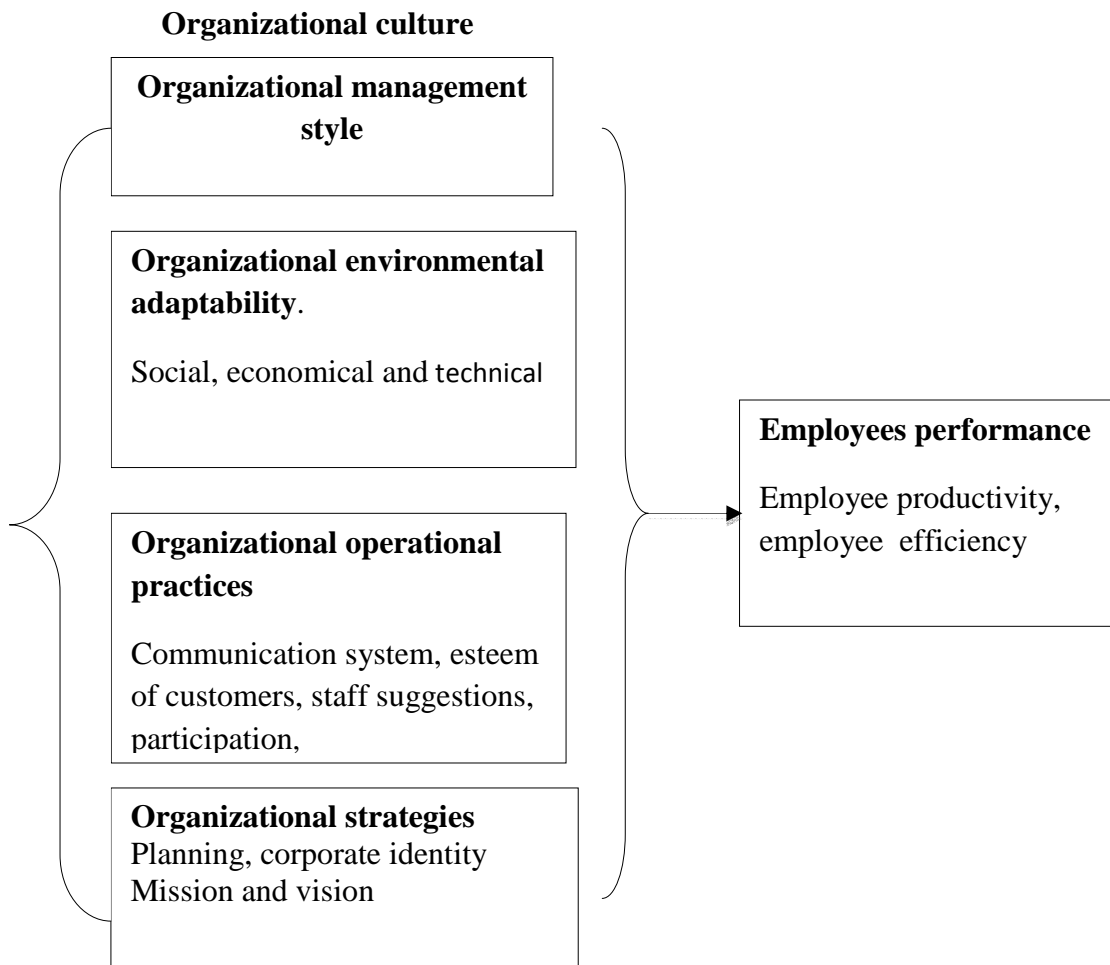 Organizational culture
Organizational management
style
Organizational environmental
adaptability.
Social, economical and technical
Organizational operational
practices
Communication system, esteem
of customers, staff suggestions,
participation,
Organizational strategies
Planning, corporate identity
Mission and vision
Employees performance
Employee productivity,
employee efficiency